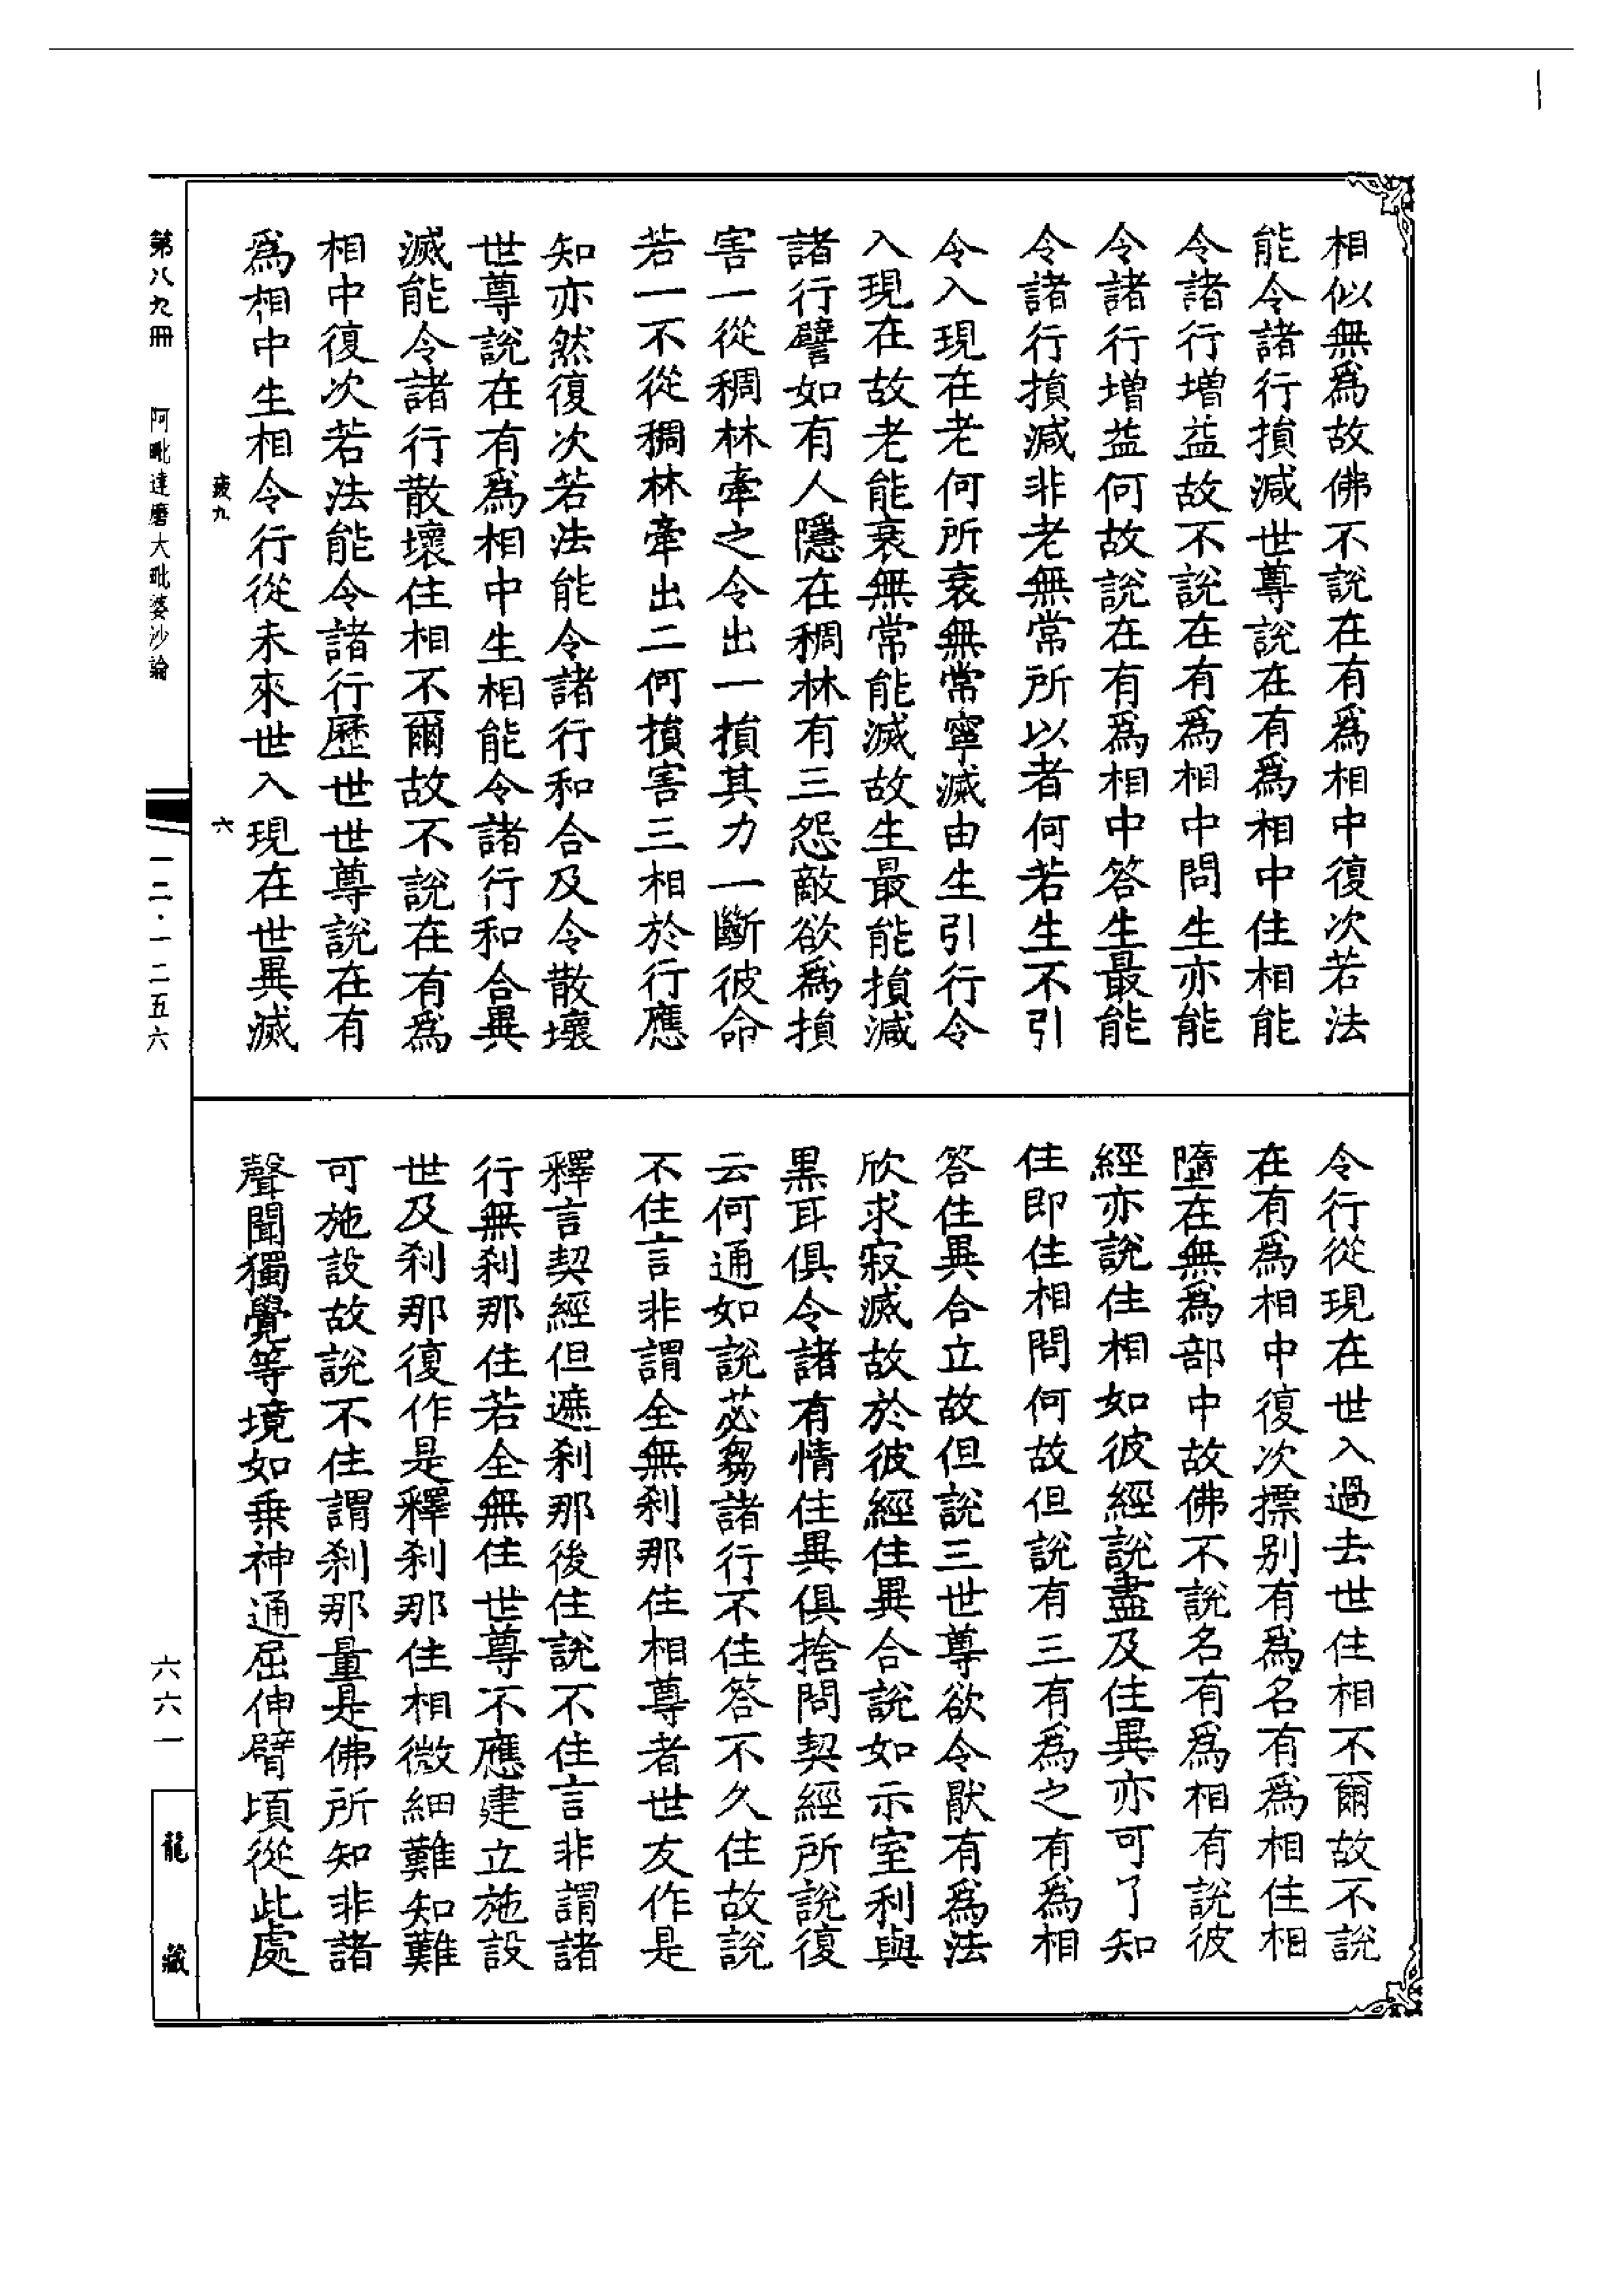 相似無爲故佛不說在有爲相中復次若法
能令諸行損減世尊說在有爲相中住相能
令諸行增益故不說在有爲相中問生亦能
令諸行增益何故說在有爲相中答生最能
令諸行損減非老無常所以者何若生不引
令入現在老何所衰無常寧滅由生引行令
入現在故老能衰無常能滅故生最能損減
諸行譬如有人隱在稠林有三怨敵欲爲損
害一從稠林牽之令出一損其力一斷彼命
若一不從稠林牽出二何損害三相於行應
知亦然復次若法能令諸行和合及令散壞
世尊說在有爲相中生相能令諸行和合異
滅能令諸行散壞住相不爾故不說在有爲
相中復次若法能令諸行歷世世尊說在有
爲相中生相令行從未來世入現在世異滅
令行從現在世入過去世住相不爾故不說
在有爲相中復次摽別有爲名有爲相住相
墮在無爲部中故佛不說名有爲相有說彼
經亦說住相如彼經說盡及住異亦可了知
住即住相問何故但說有三有爲之有爲相
答住異合立故但說三世尊欲令猒有爲法
欣求寂滅故於彼經住異合說如示室利與
黑耳俱令諸有情住異俱捨問契經所說復
云何通如說苾芻諸行不住答不久住故說
不住言非謂全無刹那住相尊者世友作是
釋言契經但遮刹那後住說不住言非謂諸
行無刹那住若全無住世尊不應建立施設
世及刹那復作是釋刹那住相微細難知難
可施設故說不住謂刹那量是佛所知非諸
聲聞獨覺等境如乗神通屈伸臂頃從此處
疲九
六
第八九冊
阿毗達磨大毗婆沙論
一二·一二五六
六六一
龍藏